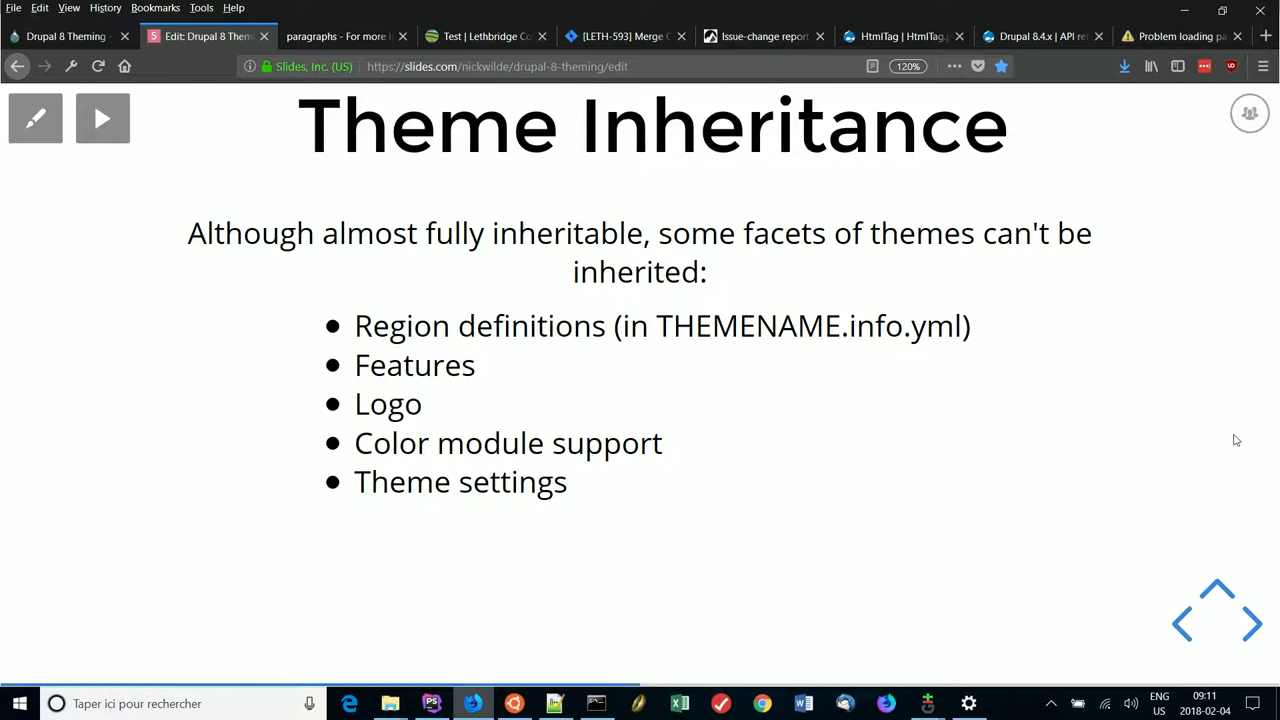 File Edit View History Bookmarks Tools Help
Drupal 8 Theming - Edit: Drupal 8 Them paragraphs - For more i Test | Lethbridge Co [LETH-593] Merge C Issue-change report HtmlTag | HtmlTag.p Drupal 8.4.x | API ref Problem loading pa
Slides, Inc. (US) https://slides.com/nickwilde/drupal-8-theming/edit 120%
Theme Inheritance
Although almost fully inheritable, some facets of themes can't be
inherited:
Region definitions (in THEMENAME.info.yml)
Features
Logo
Color module support
Theme settings
Taper ici pour rechercher
ENG 09:11
US 2018-02-04